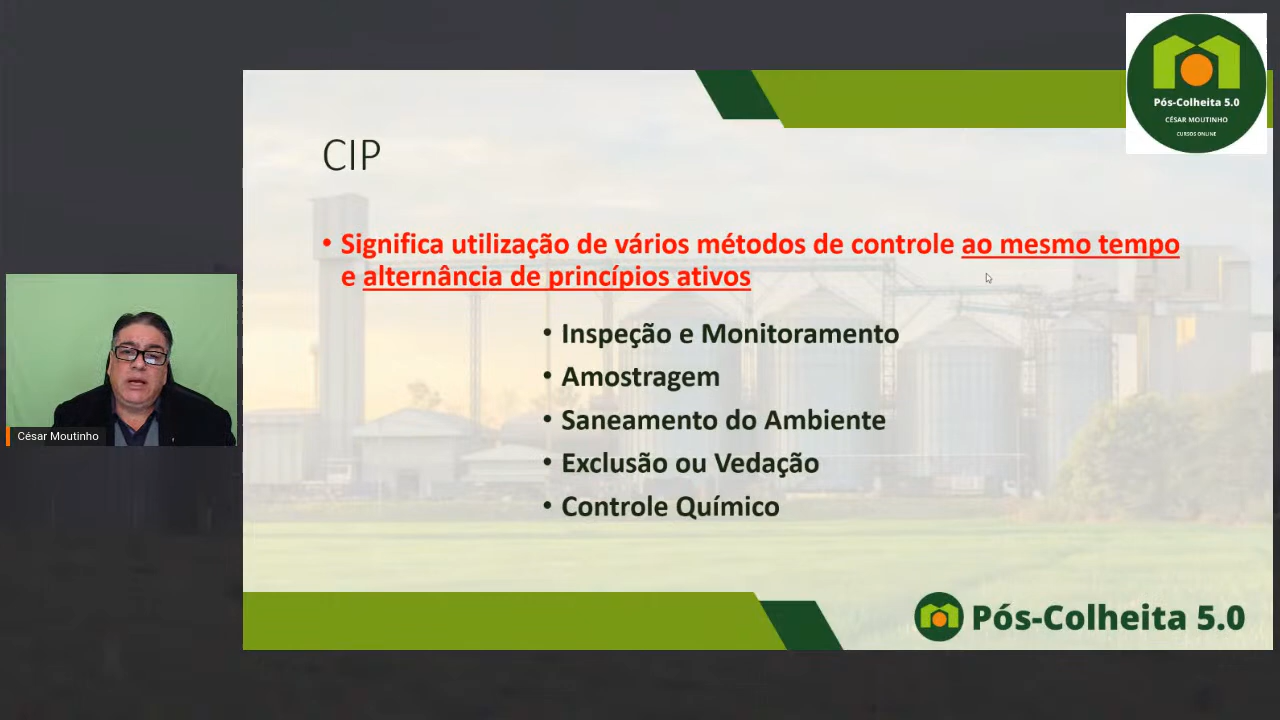 Pós-Colheita 5.0
CÉSAR MOUTINHO
CURSOS ONLINE
CIP
• Significa utilização de vários métodos de controle ao mesmo tempo
e alternância de princípios ativos
• Inspeção e Monitoramento
• Amostragem
• Saneamento do Ambiente
• Exclusão ou Vedação
• Controle Químico
César Moutinho
Pós-Colheita 5.0